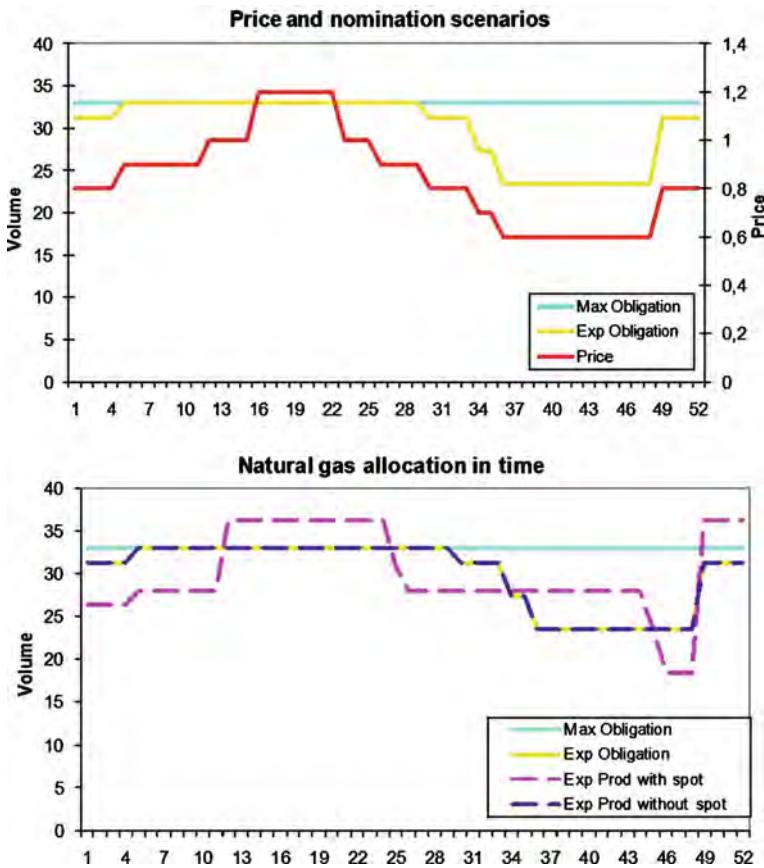 Price and nomination scenarios
40
35
30
25
20
15
10
5
0
Volume
1,4
1,2
1
0,8
0,6
0,4
0,2
0
Price
Max Obligation
Exp Obligation
Price
1 4 7 10 13 16 19 22 25 28 31 34 37 40 43 46 49 52
Natural gas allocation in time
40
35
30
25
20
15
10
5
0
Volume
Max Obligation
Exp Obligation
Exp Prod with spot
Exp Prod without spot
1 4 7 10 13 16 19 22 25 28 31 34 37 40 43 46 49 52